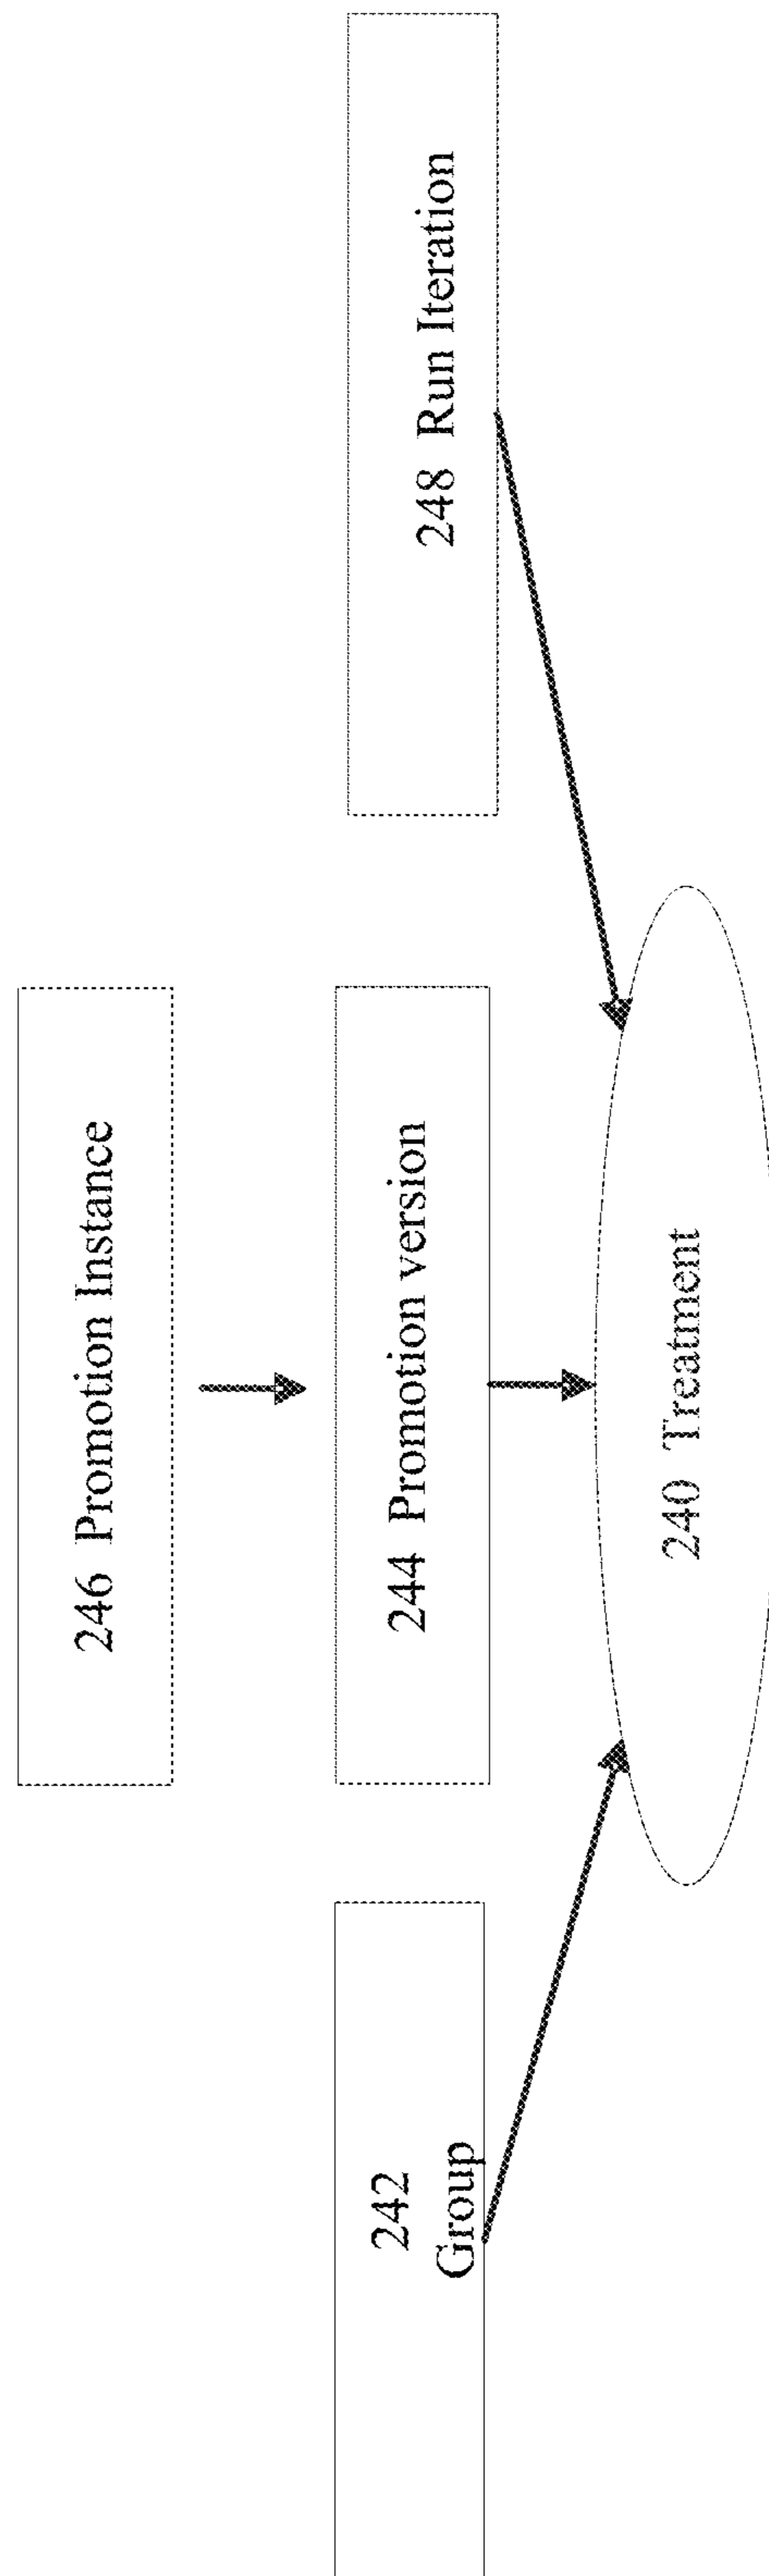 246 Promotion Instance
242
Group
244 Promotion version
248 Run Iteration
240 Treatment